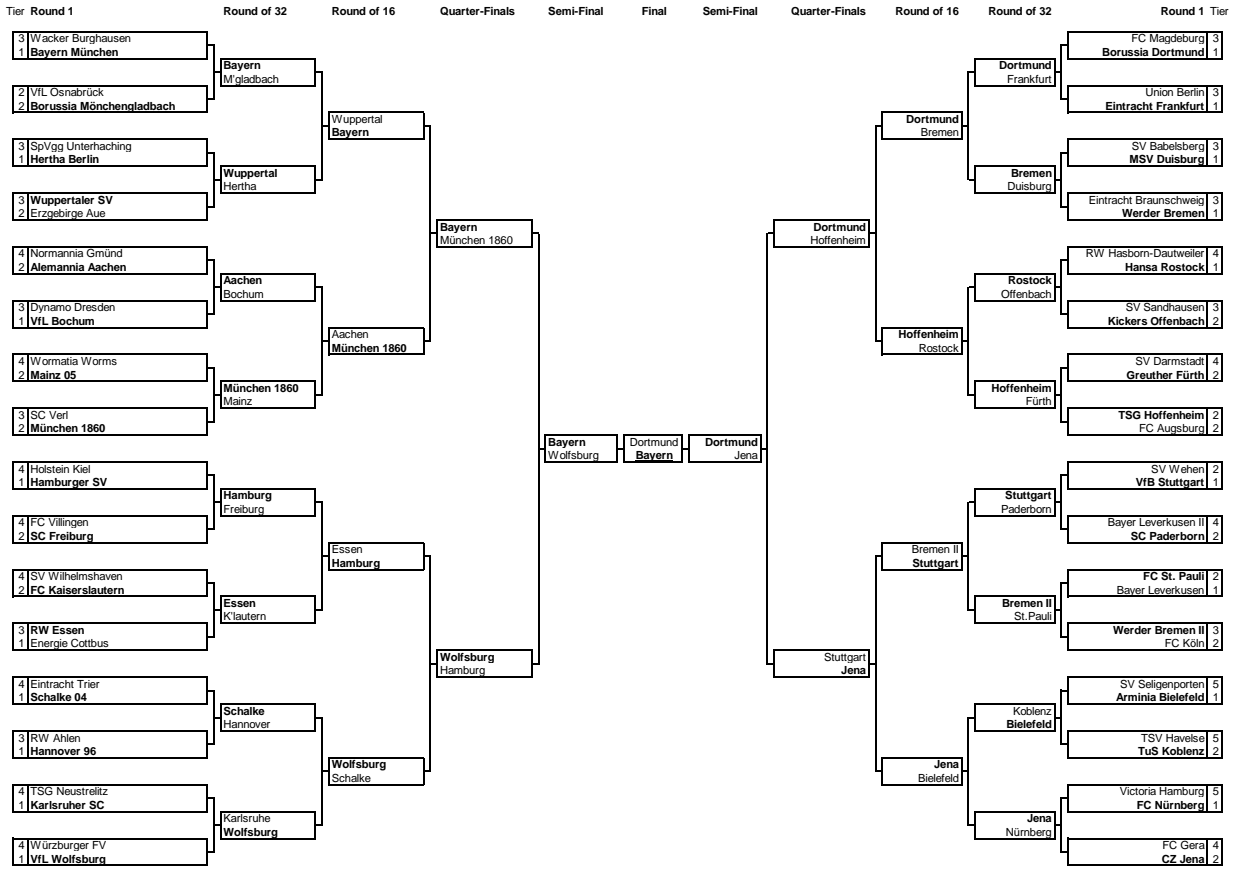 Tier Round 1 Round of 32 Round of 16 Quarter-Finals Semi-Final Final Semi-Final Quarter-Finals Round of 16 Round of 32 Round 1 Tier
3 Wacker Burghausen
1 Bayern München
Bayern
M'gladbach
2 VfL Osnabrück
2 Borussia Mönchengladbach
Wuppertal
Bayern
3 SpVgg Unterhaching
1 Hertha Berlin
Wuppertal
Hertha
3 Wuppertaler SV
2 Erzgebirge Aue
Bayern
München 1860
4 Normannia Gmünd
2 Alemannia Aachen
Aachen
Bochum
3 Dynamo Dresden
1 VfL Bochum
Aachen
München 1860
4 Wormatia Worms
2 Mainz 05
München 1860
Mainz
3 SC Verl
2 München 1860
Bayern
Wolfsburg
4 Holstein Kiel
1 Hamburger SV
Hamburg
Freiburg
4 FC Villingen
2 SC Freiburg
Essen
Hamburg
4 SV Wilhelmshaven
2 FC Kaiserslautern
Essen
K'lautern
3 RW Essen
1 Energie Cottbus
Wolfsburg
Hamburg
4 Eintracht Trier
1 Schalke 04
Schalke
Hannover
3 RW Ahlen
1 Hannover 96
Wolfsburg
Schalke
4 TSG Neustrelitz
1 Karlsruher SC
Karlsruhe
Wolfsburg
4 Würzburger FV
1 VfL Wolfsburg
Dortmund
Bayern
Dortmund
Jena
FC Magdeburg 3
Borussia Dortmund 1
Dortmund
Frankfurt
Union Berlin 3
Eintracht Frankfurt 1
Dortmund
Bremen
SV Babelsberg 3
MSV Duisburg 1
Bremen
Duisburg
Eintracht Braunschweig 3
Werder Bremen 1
Dortmund
Hoffenheim
RW Hasborn-Dautweiler 4
Hansa Rostock 1
Rostock
Offenbach
SV Sandhausen 3
Kickers Offenbach 2
Hoffenheim
Rostock
SV Darmstadt 4
Greuther Fürth 2
Hoffenheim
Fürth
TSG Hoffenheim 2
FC Augsburg 2
SV Wehen 2
VfB Stuttgart 1
Stuttgart
Paderborn
Bayer Leverkusen II 4
SC Paderborn 2
Bremen II
Stuttgart
FC St. Pauli 2
Bayer Leverkusen 1
Bremen II
St.Pauli
Werder Bremen II 3
FC Köln 2
Stuttgart
Jena
SV Seligenporten 5
Arminia Bielefeld 1
Koblenz
Bielefeld
TSV Havelse 5
TuS Koblenz 2
Jena
Bielefeld
Victoria Hamburg 5
FC Nürnberg 1
Jena
Nürnberg
FC Gera 4
CZ Jena 2